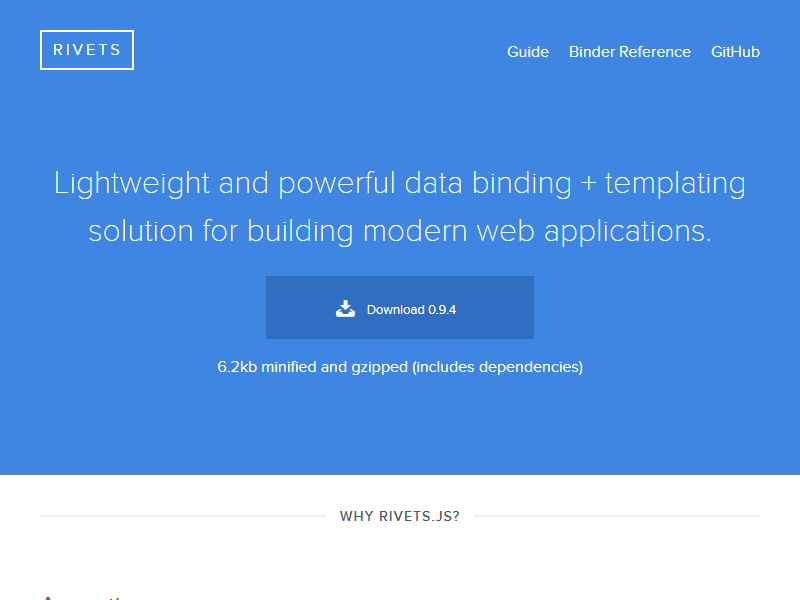 RIVETS
Guide
Binder Reference
GitHub
Lightweight and powerful data binding + templating
solution for building modern web applications.
Download 0.9.4
6.2kb minified and gzipped (includes dependencies)
WHY RIVETS.JS?